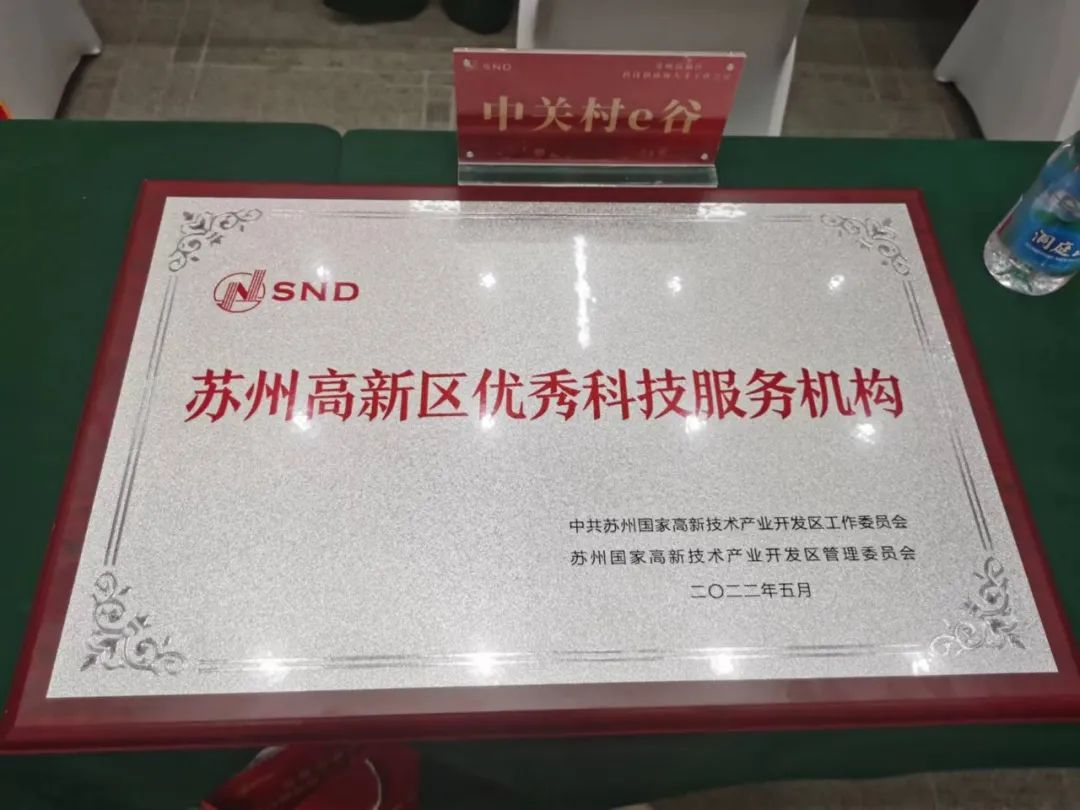 SND
中关村e谷
SND
苏州高新区优秀科技服务机构
中共苏州国家高新技术产业开发区工作委员会
苏州国家高新技术产业开发区管理委员会
二〇二二年五月
洞庭